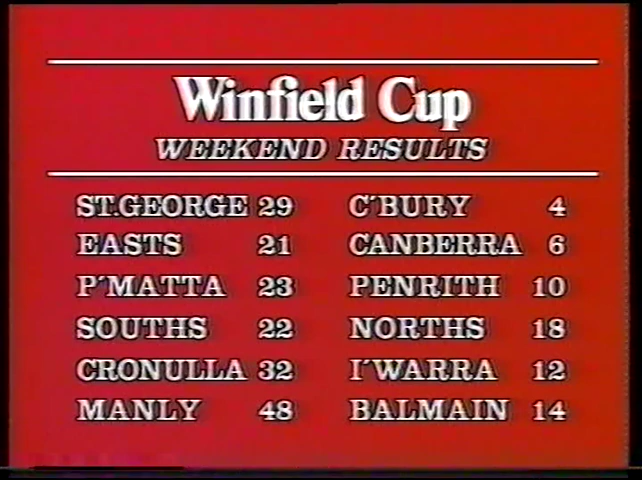 Winfield Cup
WEEKEND RESULTS
ST.GEORGE 29 C'BURY 4
EASTS 21 CANBERRA 6
P'MATTA 23 PENRITH 10
SOUTHS 22 NORTHS 18
CRONULLA 32 I'WARRA 12
MANLY 48 BALMAIN 14